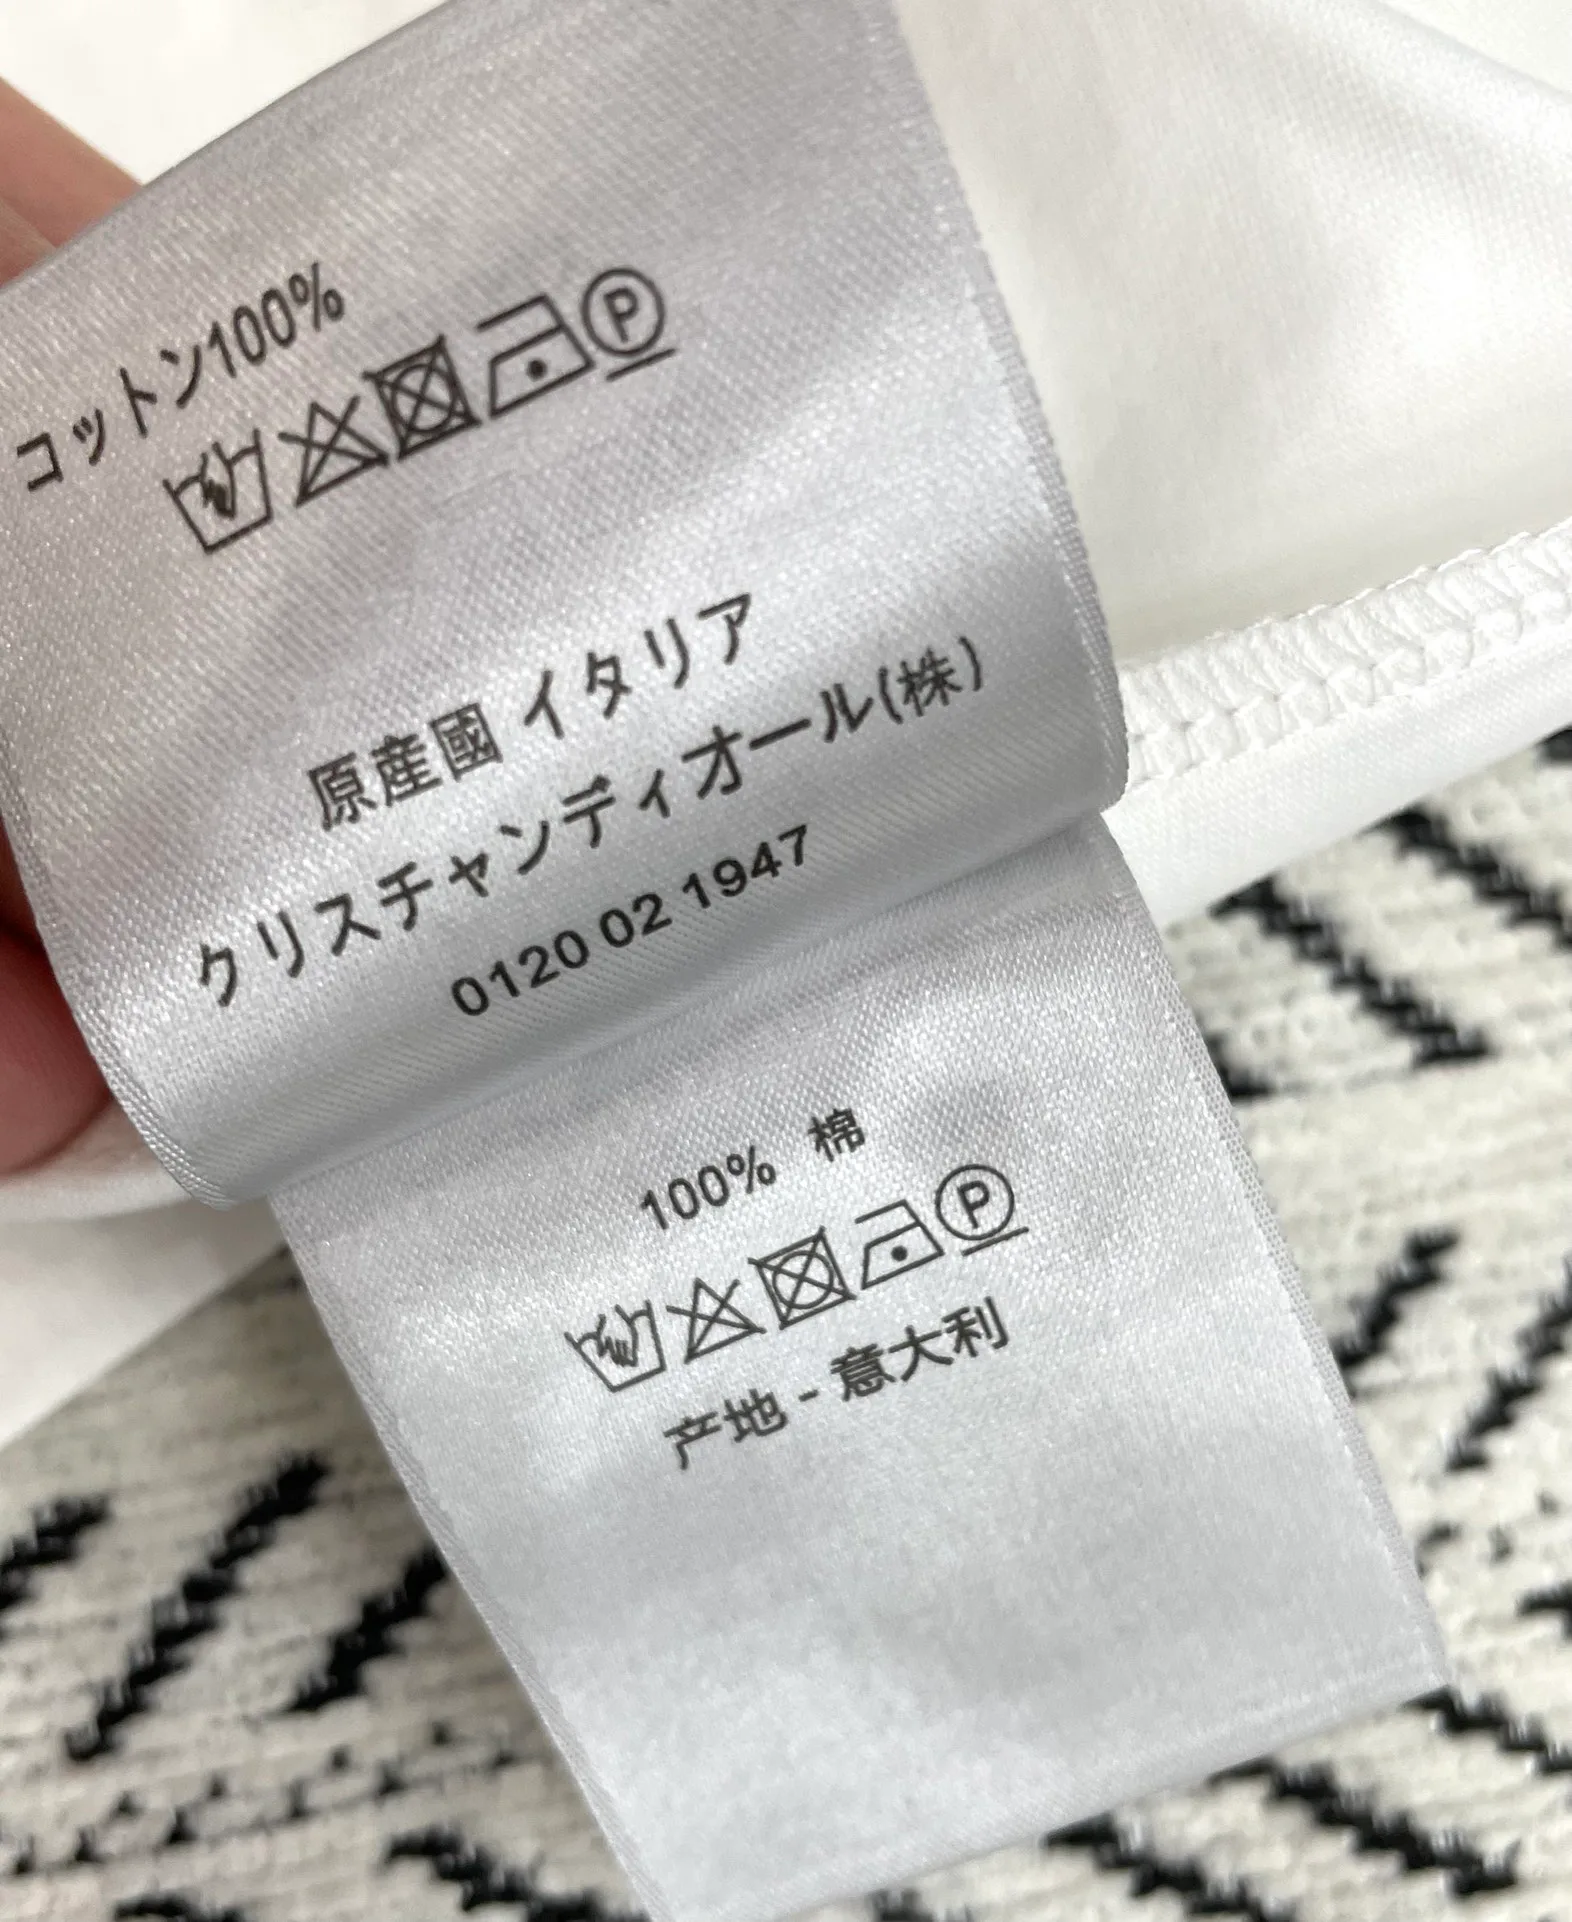 コットン100%
原産國 イタリア
クリスチャンディオール(株)
0120 02 1947
100% 棉
产地 - 意大利